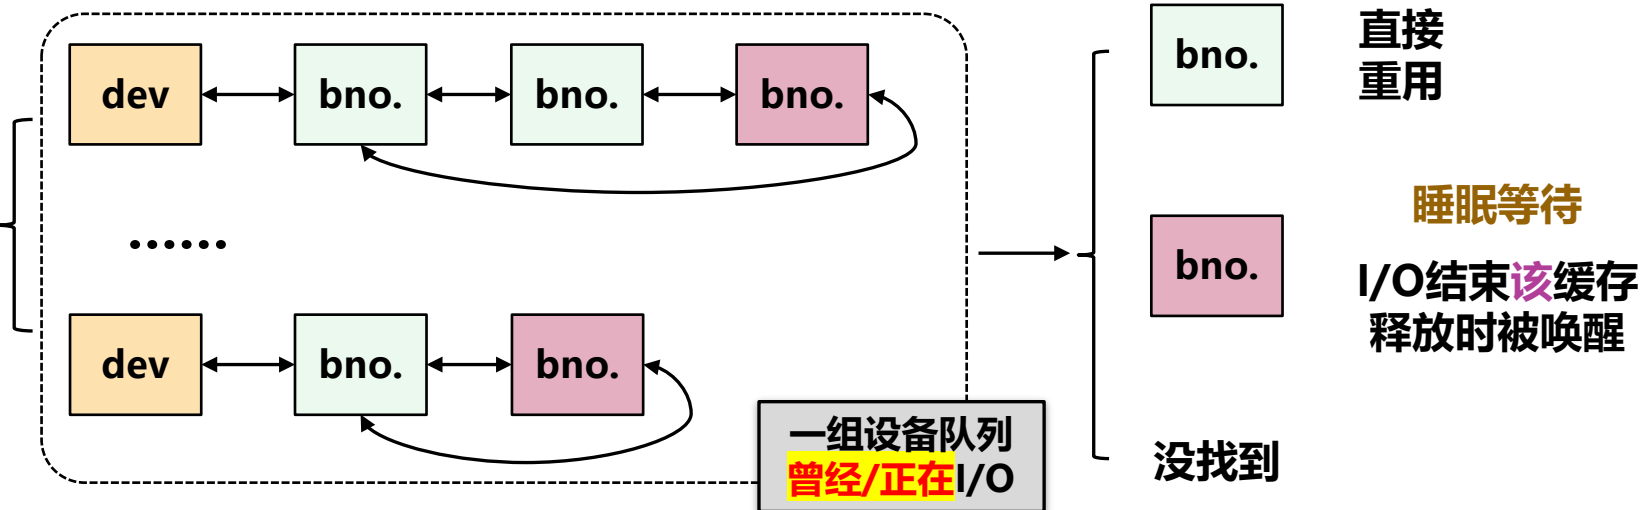 dev bno. bno. bno.
......
dev bno. bno.
一组设备队列
曾经/正在I/O
bno.
直接
重用
bno.
睡眠等待
I/O结束该缓存
释放时被唤醒
没找到